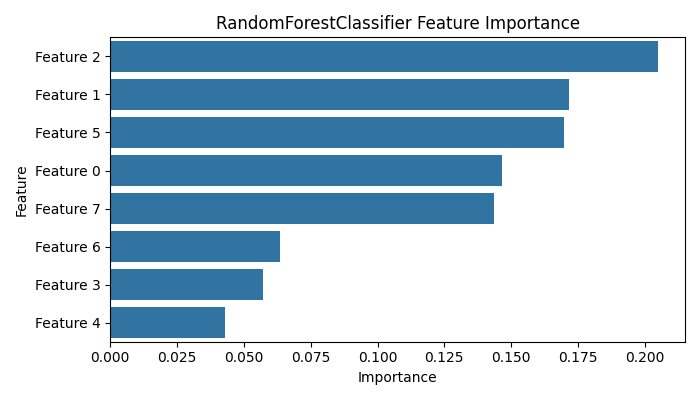 RandomForestClassifier Feature Importance
Feature 2
Feature 1
Feature 5
Feature 0
Feature 7
Feature 6
Feature 3
Feature 4
Feature
0.000 0.025 0.050 0.075 0.100 0.125 0.150 0.175 0.200
Importance